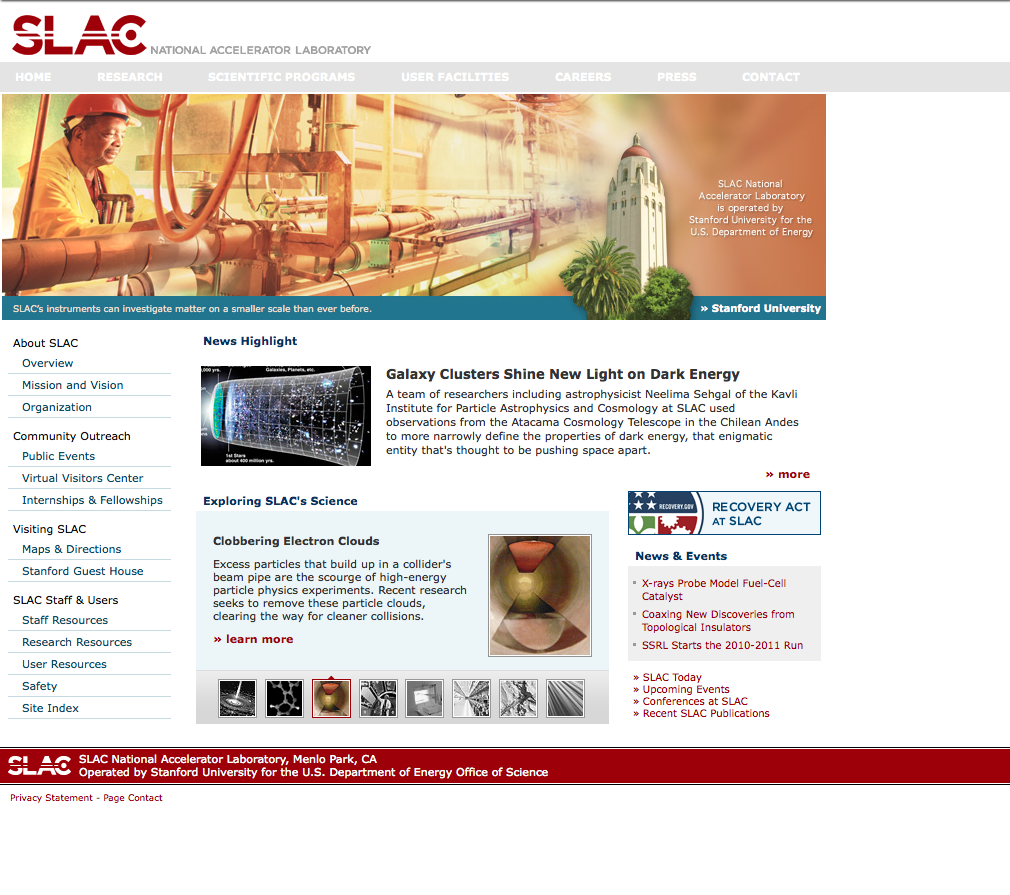 SLAC NATIONAL ACCELERATOR LABORATORY
HOME RESEARCH SCIENTIFIC PROGRAMS USER FACILITIES CAREERS PRESS CONTACT
SLAC National
Accelerator Laboratory
is operated by
Stanford University for the
U.S. Department of Energy
SLAC's instruments can investigate matter on a smaller scale than ever before.
» Stanford University
About SLAC
Overview
Mission and Vision
Organization
Community Outreach
Public Events
Virtual Visitors Center
Internships & Fellowships
Visiting SLAC
Maps & Directions
Stanford Guest House
SLAC Staff & Users
Staff Resources
Research Resources
User Resources
Safety
Site Index
News Highlight
,000 yrs.
Galaxies, Planets, etc.
1st Stars
about 400 million yrs.
Galaxy Clusters Shine New Light on Dark Energy
A team of researchers including astrophysicist Neelima Sehgal of the Kavli
Institute for Particle Astrophysics and Cosmology at SLAC used
observations from the Atacama Cosmology Telescope in the Chilean Andes
to more narrowly define the properties of dark energy, that enigmatic
entity that's thought to be pushing space apart.
» more
Exploring SLAC's Science
Clobbering Electron Clouds
Excess particles that build up in a collider's
beam pipe are the scourge of high-energy
particle physics experiments. Recent research
seeks to remove these particle clouds,
clearing the way for cleaner collisions.
» learn more
RECOVERY.GOV
RECOVERY ACT
AT SLAC
News & Events
X-rays Probe Model Fuel-Cell
Catalyst
Coaxing New Discoveries from
Topological Insulators
SSRL Starts the 2010-2011 Run
» SLAC Today
» Upcoming Events
» Conferences at SLAC
» Recent SLAC Publications
SLAC
SLAC National Accelerator Laboratory, Menlo Park, CA
Operated by Stanford University for the U.S. Department of Energy Office of Science
Privacy Statement - Page Contact